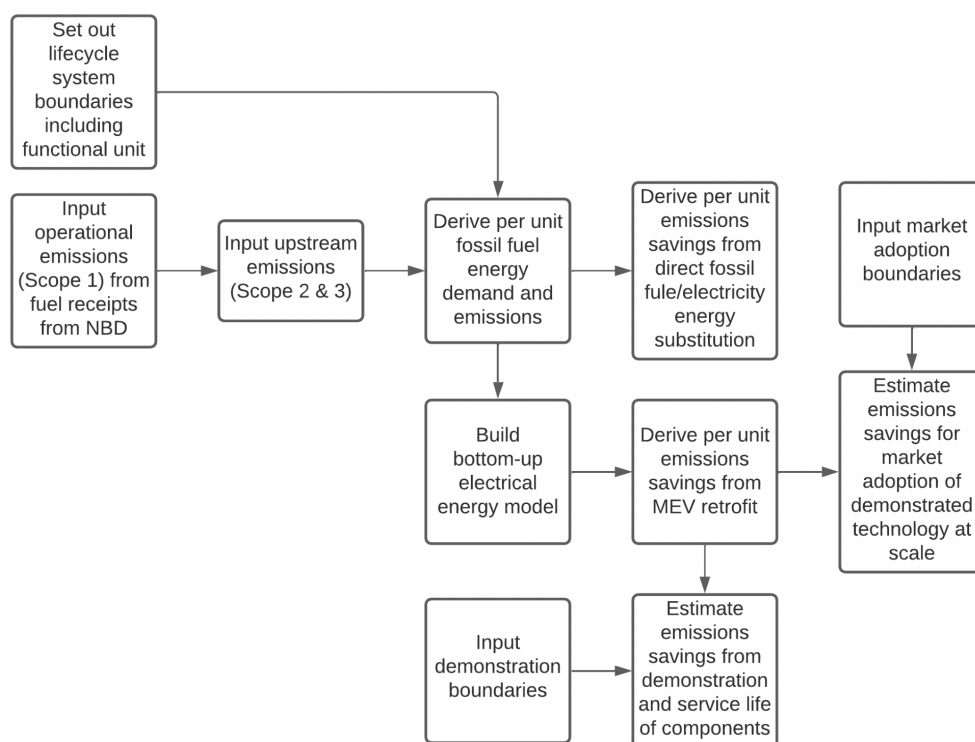 Set out
lifecycle
system
boundaries
including
functional unit
Input
operational
emissions
(Scope 1) from
fuel receipts
from NBD
Input upstream
emissions
(Scope 2 & 3)
Derive per unit
fossil fuel
energy
demand and
emissions
Derive per unit
emissions
savings from
direct fossil
fule/electricity
energy
substitution
Input market
adoption
boundaries
Build
bottom-up
electrical
energy model
Derive per unit
emissions
savings from
MEV retrofit
Estimate
emissions
savings for
market
adoption of
demonstrated
technology at
scale
Input
demonstration
boundaries
Estimate
emissions
savings from
demonstration
and service life
of components